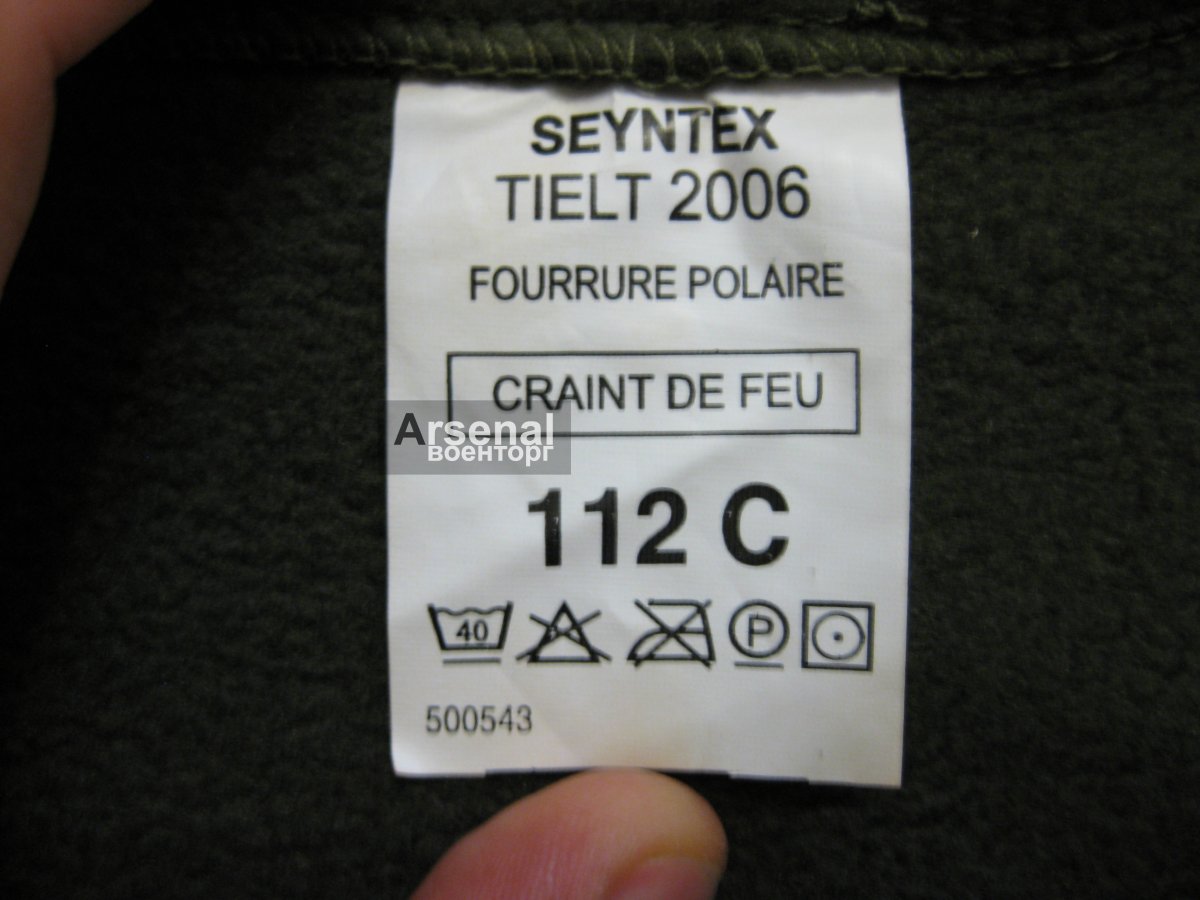 SEYNTEX
TIELT 2006
FOURRURE POLAIRE
CRAINT DE FEU
Arsenal
военторг
112 C
40
P
500543